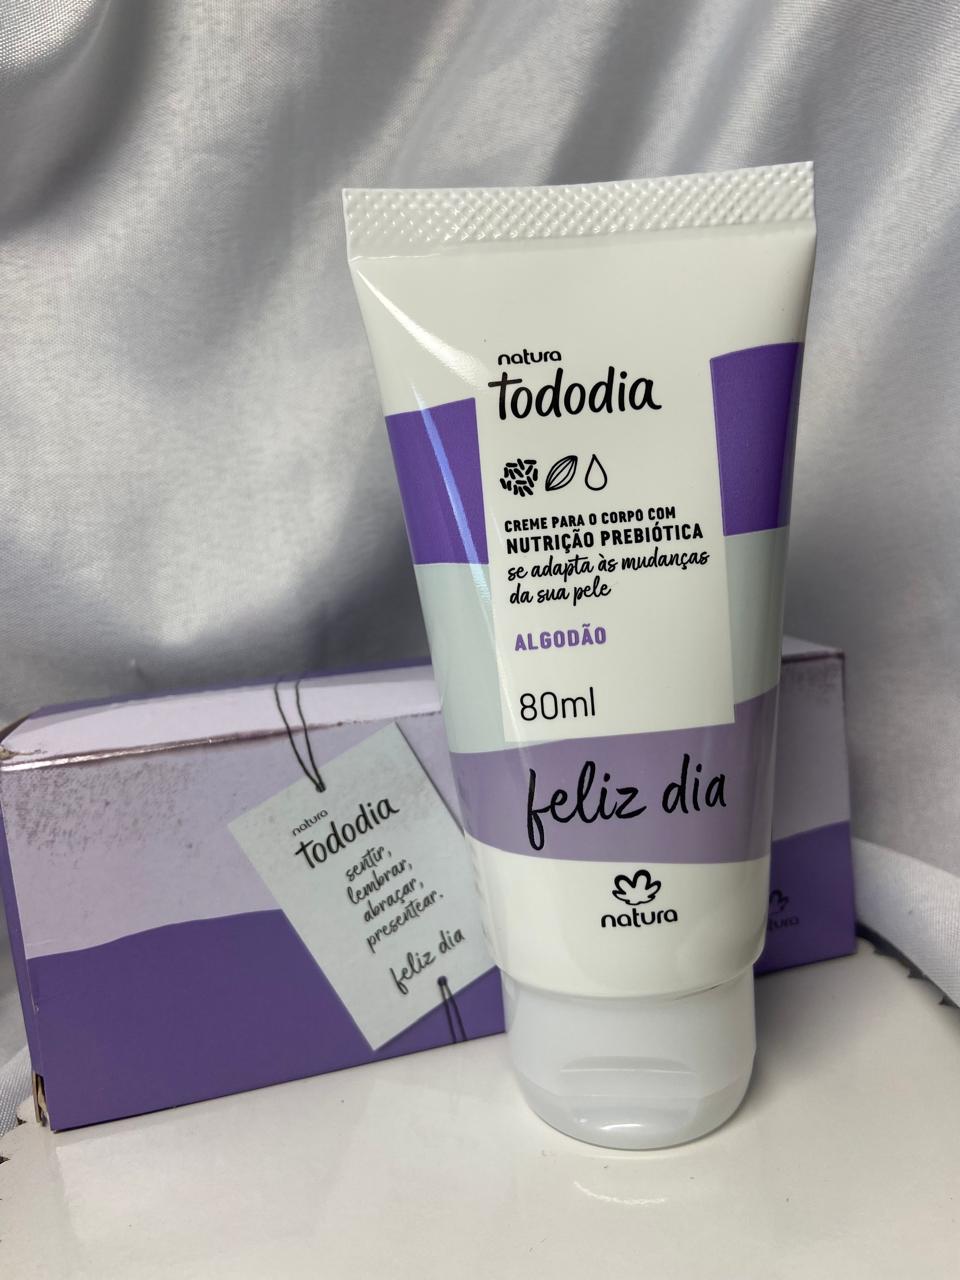 natura
tododia
CREME PARA O CORPO COM
NUTRIÇÃO PREBIÓTICA
se adapta às mudanças
da sua pele
ALGODÃO
80ml
feliz dia
natura
natura
tododia
sentir,
lembrar,
abraçar,
presentear.
feliz dia